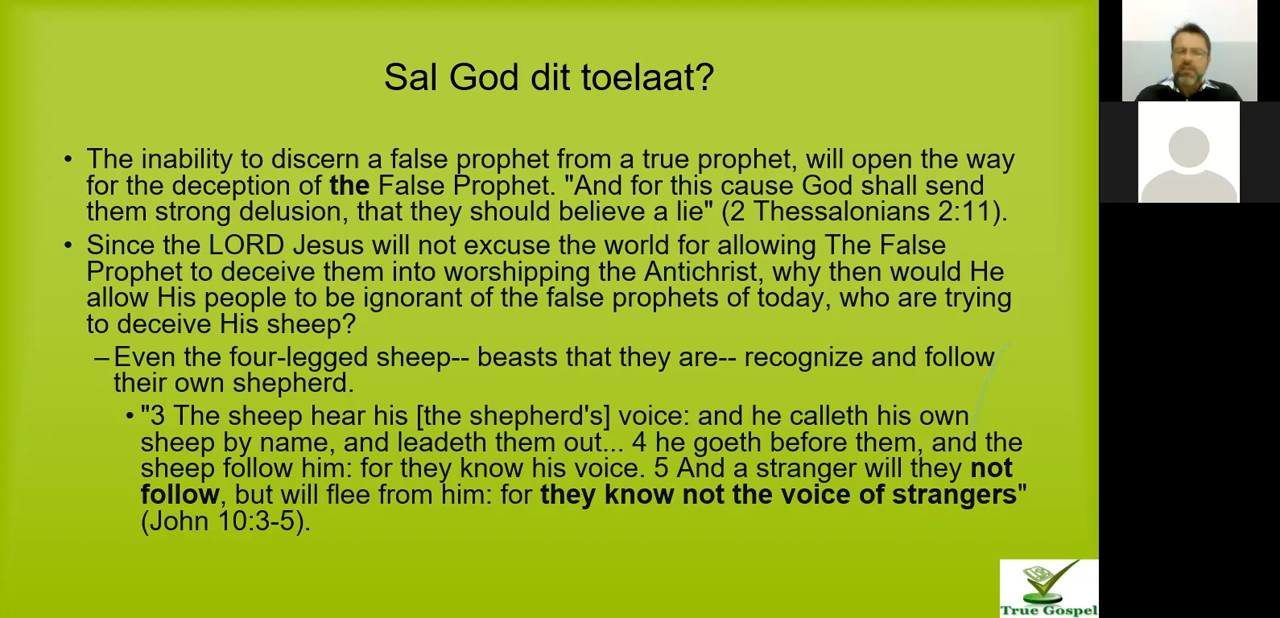 Sal God dit toelaat?
• The inability to discern a false prophet from a true prophet, will open the way
for the deception of the False Prophet. "And for this cause God shall send
them strong delusion, that they should believe a lie" (2 Thessalonians 2:11).
• Since the LORD Jesus will not excuse the world for allowing The False
Prophet to deceive them into worshipping the Antichrist, why then would He
allow His people to be ignorant of the false prophets of today, who are trying
to deceive His sheep?
– Even the four-legged sheep-- beasts that they are-- recognize and follow
their own shepherd.
• "3 The sheep hear his [the shepherd's] voice: and he calleth his own
sheep by name, and leadeth them out... 4 he goeth before them, and the
sheep follow him: for they know his voice. 5 And a stranger will they not
follow, but will flee from him: for they know not the voice of strangers"
(John 10:3-5).
True Gospel